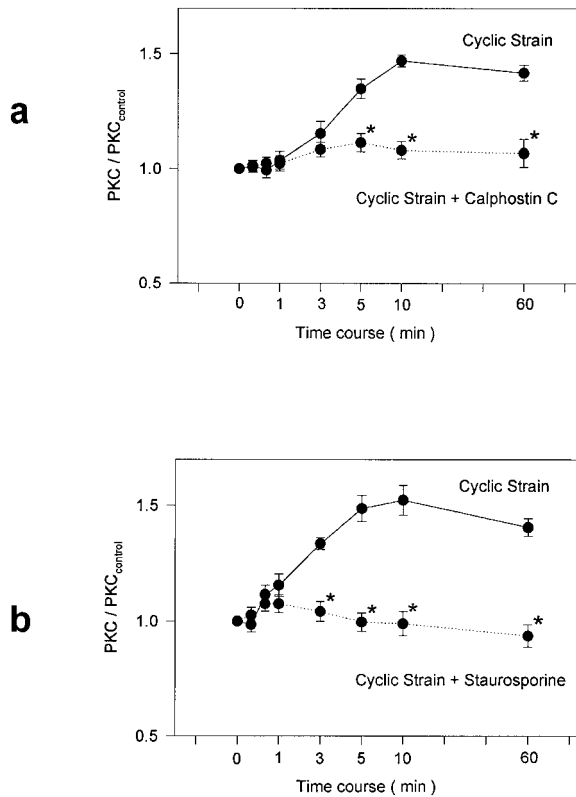 a
PKC / PKCcontrol
1.5
1.0
0.5
Cyclic Strain
*
*
*
Cyclic Strain + Calphostin C
0 1 3 5 10 60
Time course ( min )
b
PKC / PKCcontrol
1.5
1.0
0.5
Cyclic Strain
*
*
*
*
Cyclic Strain + Staurosporine
0 1 3 5 10 60
Time course ( min )